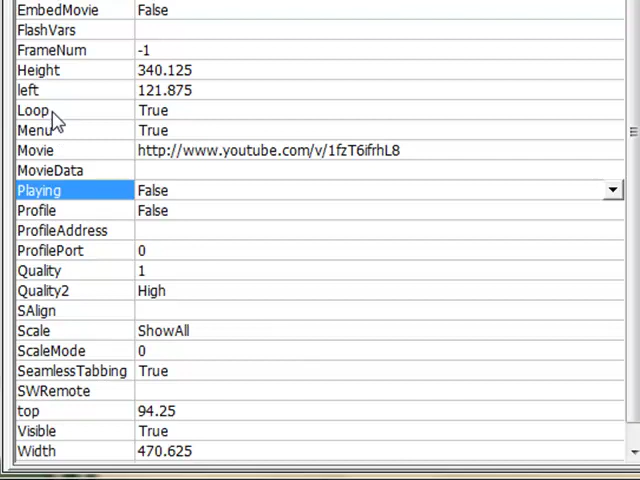 EmbedMovie False
FlashVars
FrameNum -1
Height 340.125
left 121.875
Loop True
Menu True
Movie http://www.youtube.com/v/1fzT6ifrhL8
MovieData
Playing False
Profile False
ProfileAddress
ProfilePort 0
Quality 1
Quality2 High
SAlign
Scale ShowAll
ScaleMode 0
SeamlessTabbing True
SWRemote
top 94.25
Visible True
Width 470.625